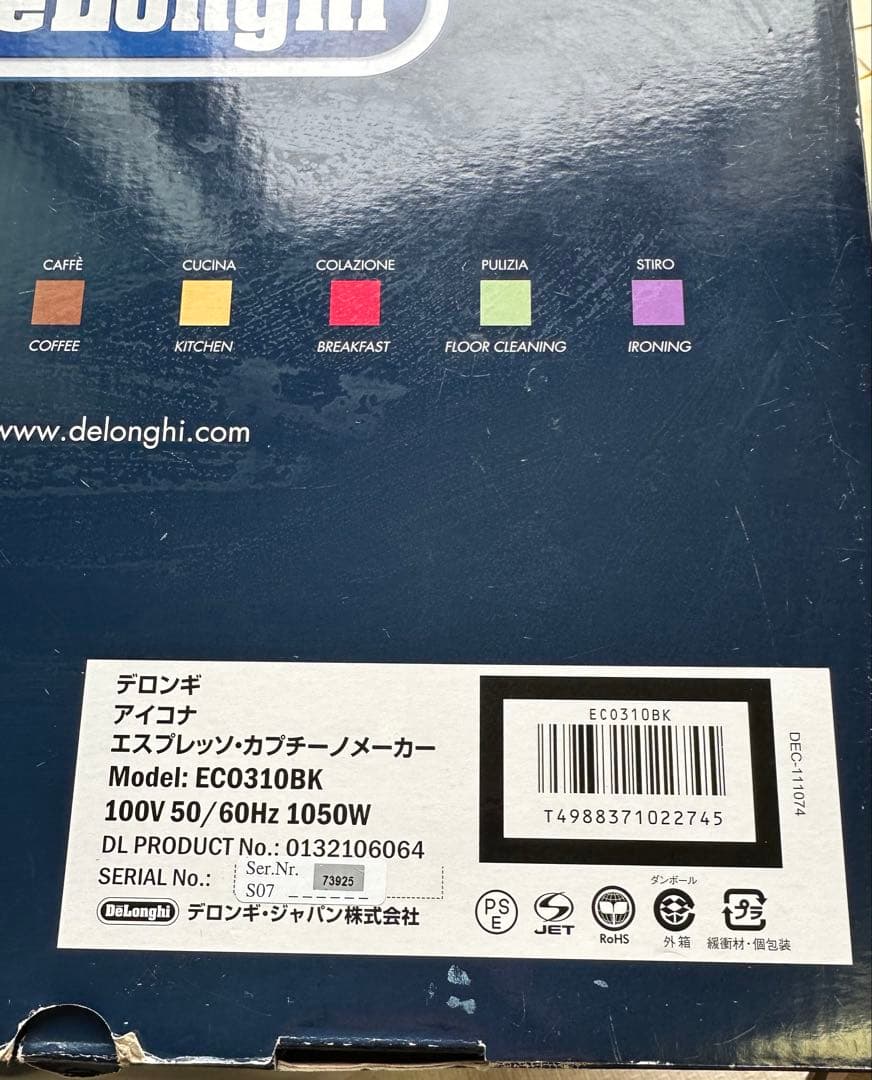 DeLonghi
CAFFÈ CUCINA COLAZIONE PULIZIA STIRO
COFFEE KITCHEN BREAKFAST FLOOR CLEANING IRONING
www.delonghi.com
デロンギ
アイコナ
エスプレッソ・カプチーノメーカー
Model: ECO310BK
100V 50/60Hz 1050W
DL PRODUCT No.: 0132106064
SERIAL No.: Ser.Nr. 73925
S07
DeLonghi デロンギ・ジャパン株式会社
ECO310BK
T4988371022745
DEC-111074
PSE
JET
RoHS
ダンボール
外箱
プラ
緩衝材・個包装